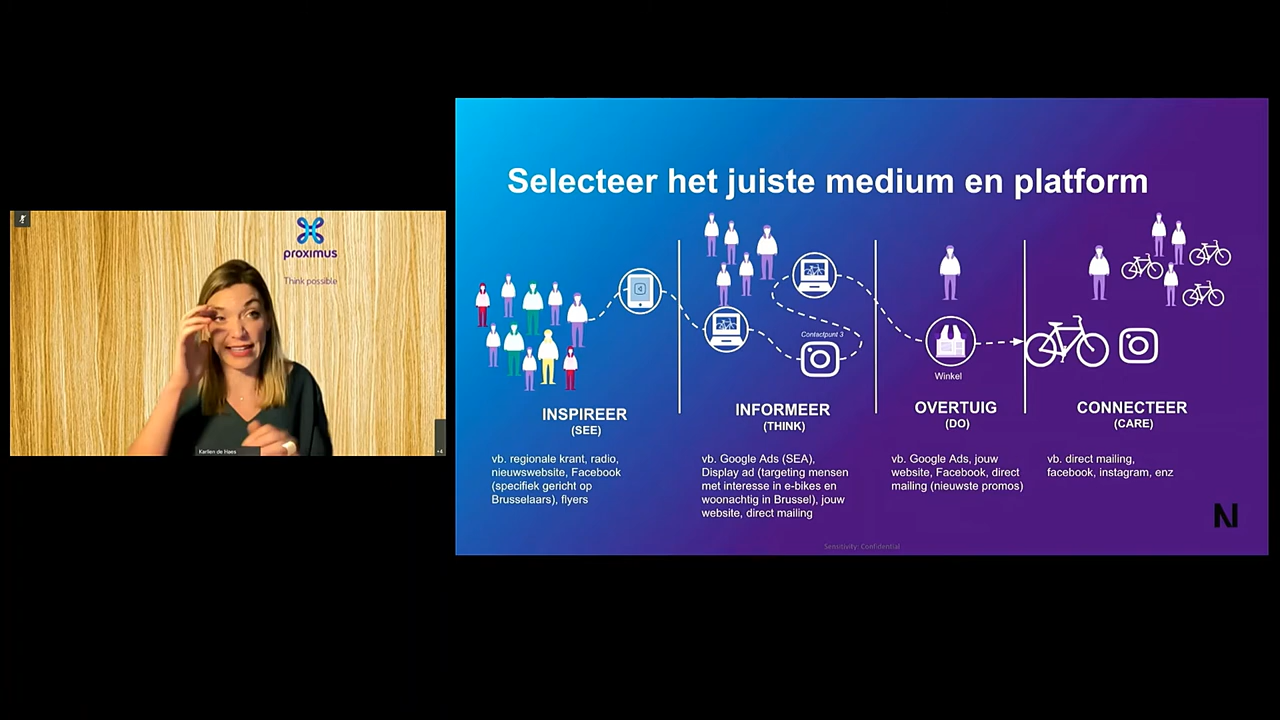 proximus
Think possible
Karlien de Haes
+4
Selecteer het juiste medium en platform
Contactpunt 3
Winkel
INSPIREER
(SEE)
vb. regionale krant, radio,
nieuwswebsite, Facebook
(specifiek gericht op
Brusselaars), flyers
INFORMEER
(THINK)
vb. Google Ads (SEA),
Display ad (targeting mensen
met interesse in e-bikes en
woonachtig in Brussel), jouw
website, direct mailing
OVERTUIG
(DO)
vb. Google Ads, jouw
website, Facebook, direct
mailing (nieuwste promos)
CONNECTEER
(CARE)
vb. direct mailing,
facebook, instagram, enz
N
Sensitivity: Confidential